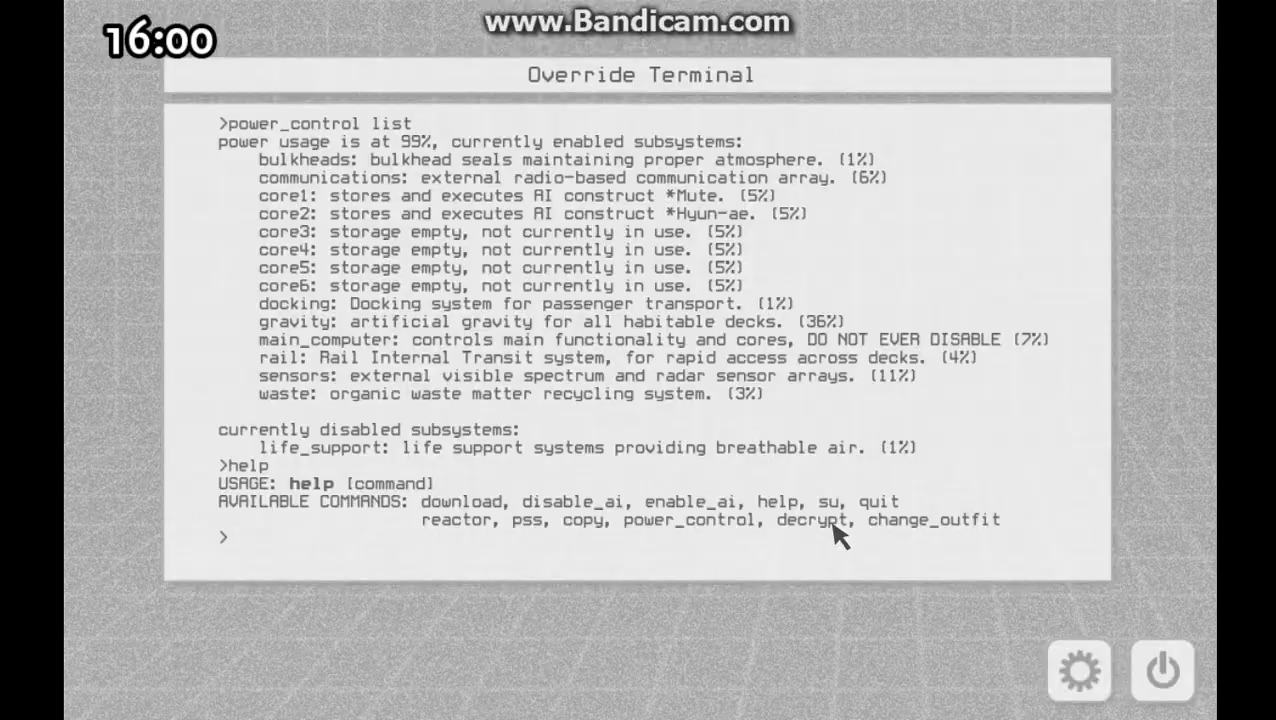 www.Bandicam.com
16:00
Override Terminal
>power_control list
power usage is at 99%, currently enabled subsystems:
bulkheads: bulkhead seals maintaining proper atmosphere. (1%)
communications: external radio-based communication array. (6%)
core1: stores and executes AI construct *Mute. (5%)
core2: stores and executes AI construct *Hyun-ae. (5%)
core3: storage empty, not currently in use. (5%)
core4: storage empty, not currently in use. (5%)
core5: storage empty, not currently in use. (5%)
core6: storage empty, not currently in use. (5%)
docking: Docking system for passenger transport. (1%)
gravity: artificial gravity for all habitable decks. (36%)
main_computer: controls main functionality and cores, DO NOT EVER DISABLE (7%)
rail: Rail Internal Transit system, for rapid access across decks. (4%)
sensors: external visible spectrum and radar sensor arrays. (11%)
waste: organic waste matter recycling system. (3%)
currently disabled subsystems:
life_support: life support systems providing breathable air. (1%)
>help
USAGE: help [command]
AVAILABLE COMMANDS: download, disable_ai, enable_ai, help, su, quit
reactor, pss, copy, power_control, decrypt, change_outfit
>